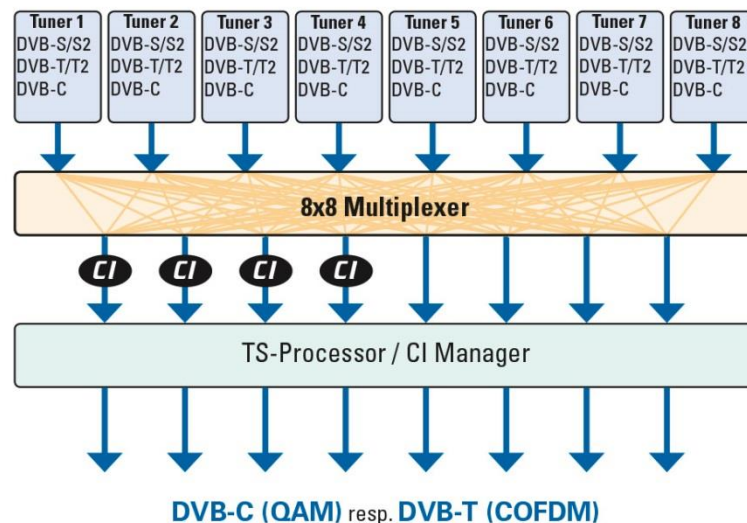 Tuner 1
DVB-S/S2
DVB-T/T2
DVB-C
Tuner 2
DVB-S/S2
DVB-T/T2
DVB-C
Tuner 3
DVB-S/S2
DVB-T/T2
DVB-C
Tuner 4
DVB-S/S2
DVB-T/T2
DVB-C
Tuner 5
DVB-S/S2
DVB-T/T2
DVB-C
Tuner 6
DVB-S/S2
DVB-T/T2
DVB-C
Tuner 7
DVB-S/S2
DVB-T/T2
DVB-C
Tuner 8
DVB-S/S2
DVB-T/T2
DVB-C
8x8 Multiplexer
CI CI CI CI
TS-Processor / CI Manager
DVB-C (QAM) resp. DVB-T (COFDM)